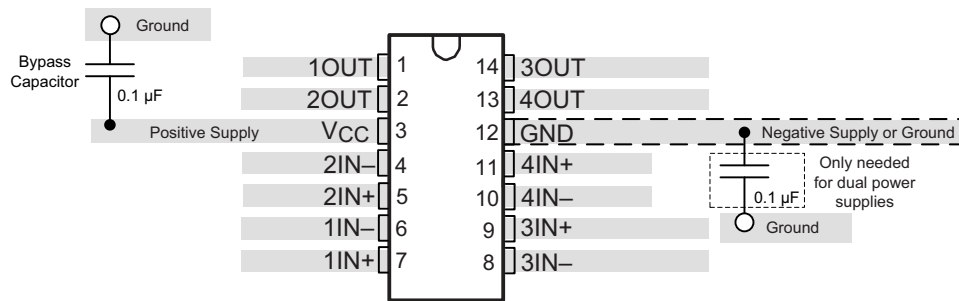 Ground
Bypass
Capacitor
0.1 µF
Positive Supply
1OUT 1
2OUT 2
VCC 3
2IN– 4
2IN+ 5
1IN– 6
1IN+ 7
14 3OUT
13 4OUT
12 GND
11 4IN+
10 4IN–
9 3IN+
8 3IN–
Negative Supply or Ground
Only needed
for dual power
supplies
0.1 µF
Ground